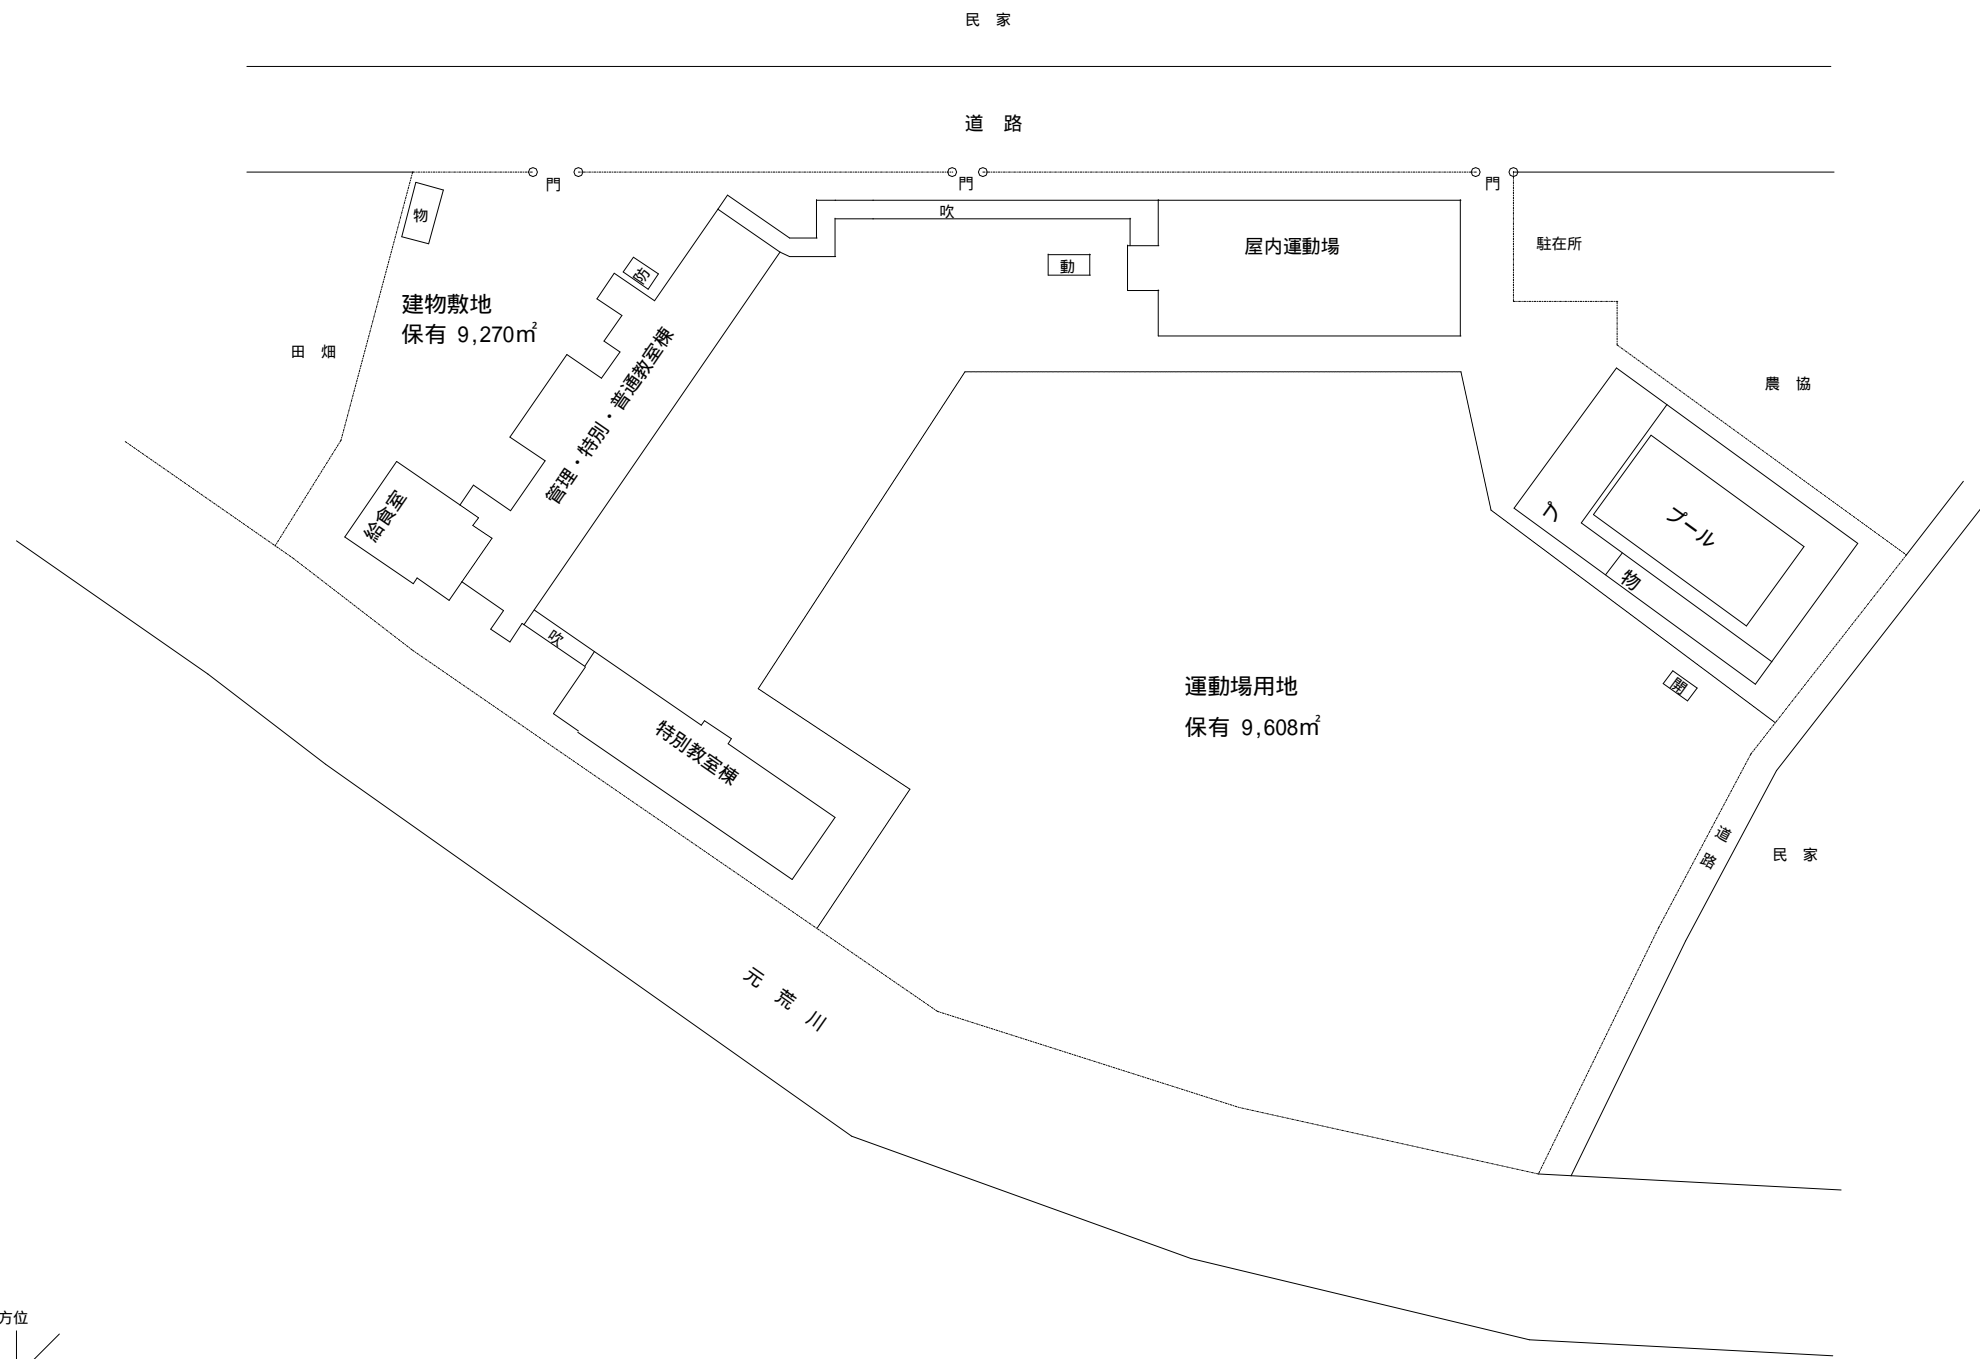 民 家
道 路
門
門
門
物
吹
屋内運動場
駐在所
防
動
建物敷地
保有 9,270㎡
田 畑
管理・特別・普通教室棟
農 協
給食室
プ
プール
物
吹
運動場用地
保有 9,608㎡
開
特別教室棟
道路
民 家
元 荒 川
方位